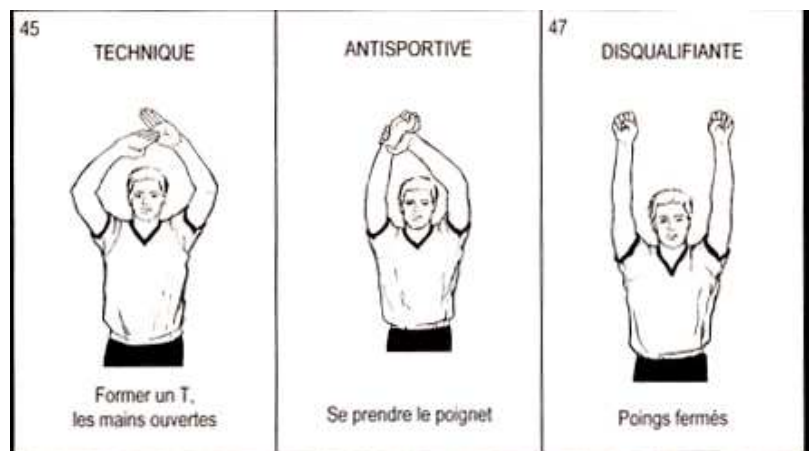 45
TECHNIQUE
Former un T,
les mains ouvertes
ANTISPORTIVE
Se prendre le poignet
47
DISQUALIFIANTE
Poings fermés